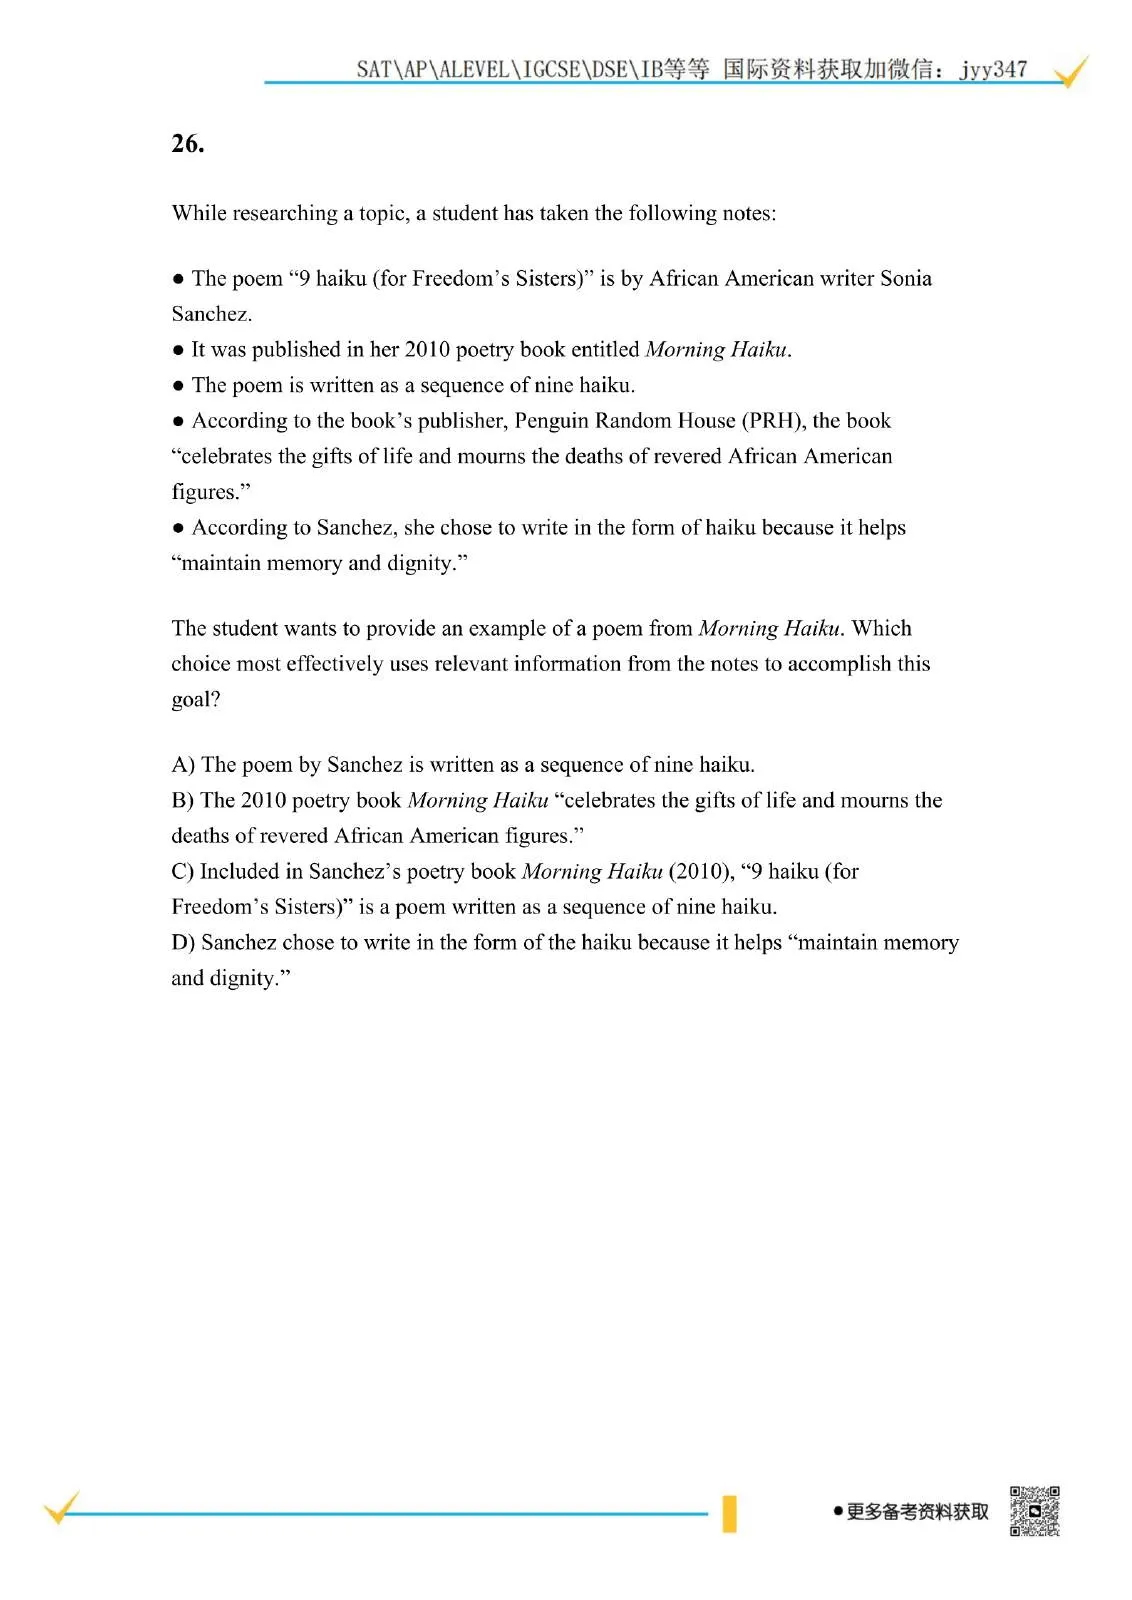 SAT\AP\ALEVEL\IGCSE\DSE\IB等等 国际资料获取加微信：jyy347
26.
While researching a topic, a student has taken the following notes:
● The poem “9 haiku (for Freedom’s Sisters)” is by African American writer Sonia
Sanchez.
● It was published in her 2010 poetry book entitled Morning Haiku.
● The poem is written as a sequence of nine haiku.
● According to the book’s publisher, Penguin Random House (PRH), the book
“celebrates the gifts of life and mourns the deaths of revered African American
figures.”
● According to Sanchez, she chose to write in the form of haiku because it helps
“maintain memory and dignity.”
The student wants to provide an example of a poem from Morning Haiku. Which
choice most effectively uses relevant information from the notes to accomplish this
goal?
A) The poem by Sanchez is written as a sequence of nine haiku.
B) The 2010 poetry book Morning Haiku “celebrates the gifts of life and mourns the
deaths of revered African American figures.”
C) Included in Sanchez’s poetry book Morning Haiku (2010), “9 haiku (for
Freedom’s Sisters)” is a poem written as a sequence of nine haiku.
D) Sanchez chose to write in the form of the haiku because it helps “maintain memory
and dignity.”
●更多备考资料获取